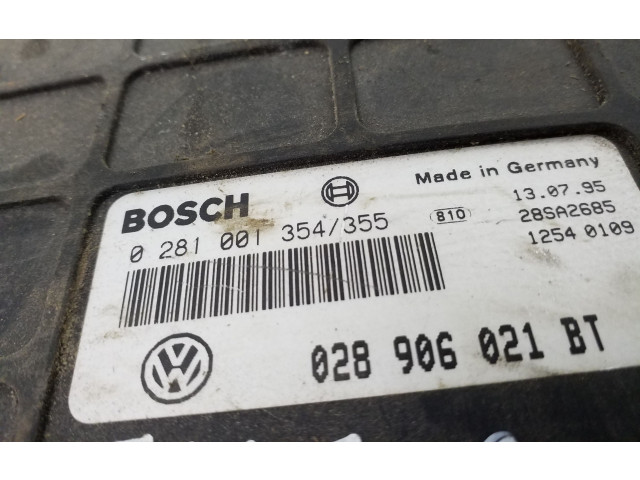 BOSCH
Made in Germany
0 281 001 354/355
810
13.07.95
28SA2685
1254 0109
VW
028 906 021 BT